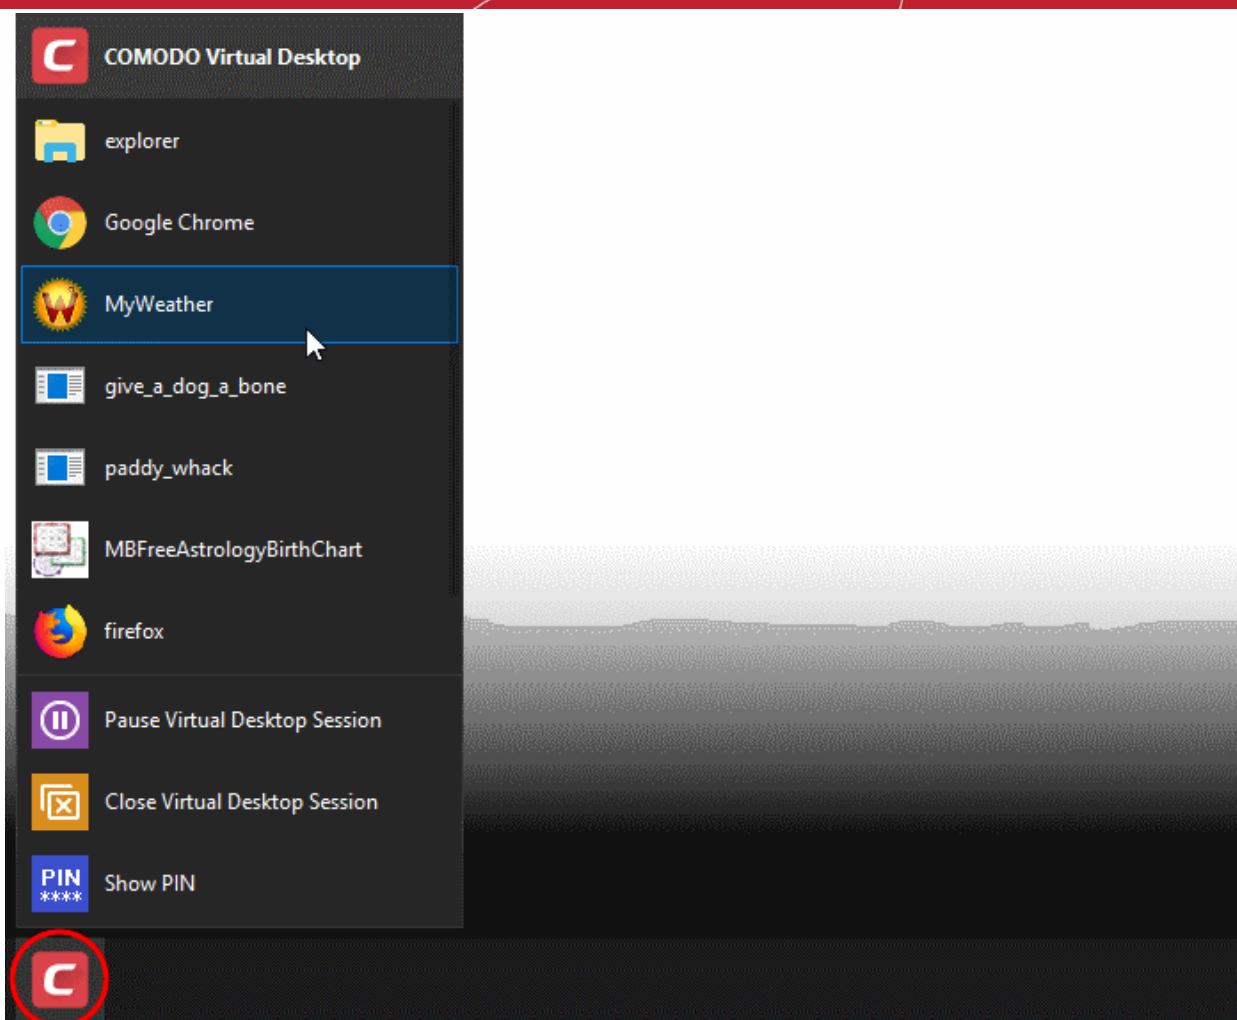 COMODO Virtual Desktop
explorer
Google Chrome
MyWeather
give_a_dog_a_bone
paddy_whack
MBFreeAstrologyBirthChart
firefox
Pause Virtual Desktop Session
Close Virtual Desktop Session
PIN
****
Show PIN